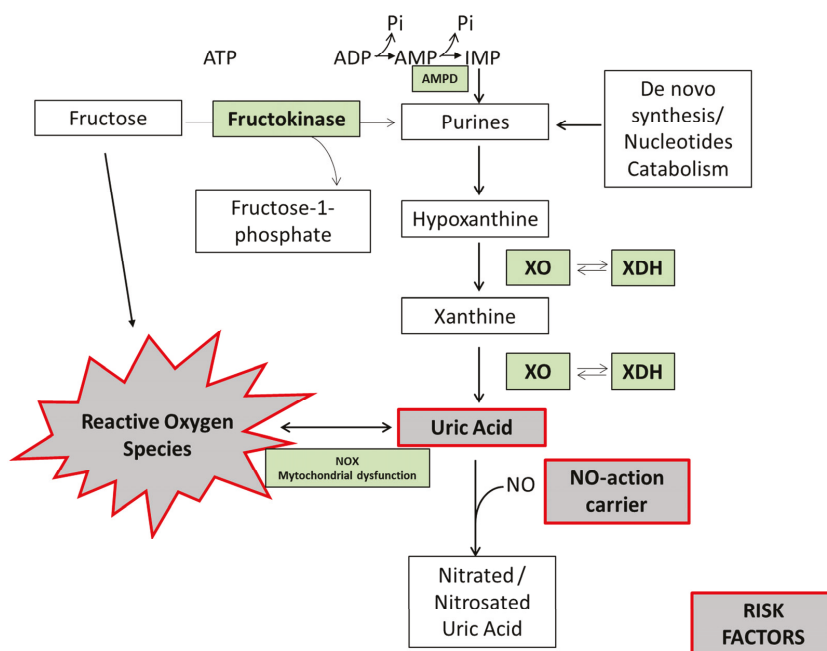 Pi Pi
ATP ADP AMP IMP
AMPD
Fructose
Fructokinase
Purines
De novo
synthesis/
Nucleotides
Catabolism
Fructose-1-
phosphate
Hypoxanthine
XO XDH
Xanthine
XO XDH
Reactive Oxygen
Species
Uric Acid
NOX
Mytochondrial dysfunction
NO
NO-action
carrier
Nitrated /
Nitrosated
Uric Acid
RISK
FACTORS